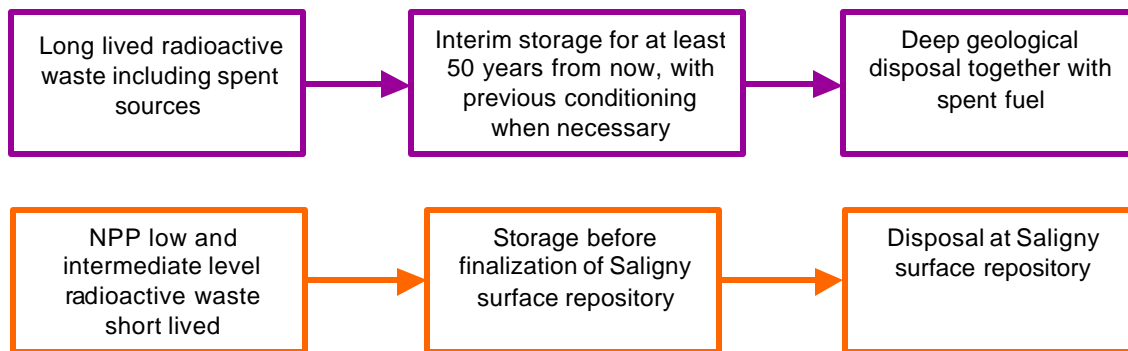 Long lived radioactive
waste including spent
sources
Interim storage for at least
50 years from now, with
previous conditioning
when necessary
Deep geological
disposal together with
spent fuel
NPP low and
intermediate level
radioactive waste
short lived
Storage before
finalization of Saligny
surface repository
Disposal at Saligny
surface repository